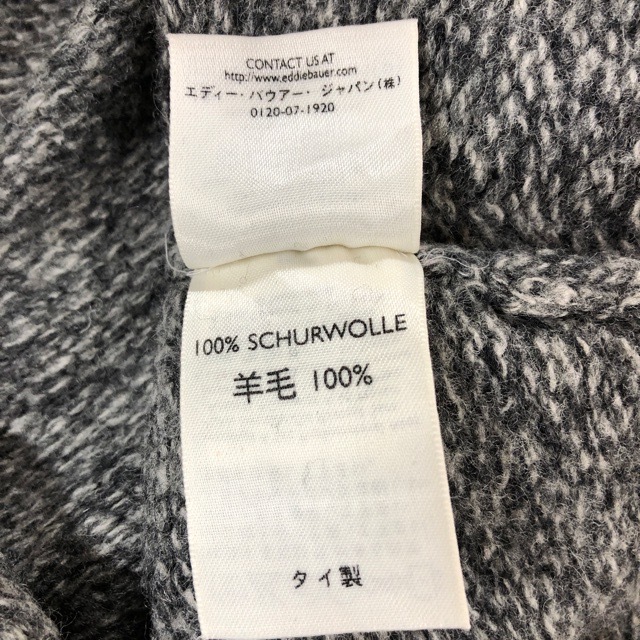 CONTACT US AT
http://www.eddiebauer.com
エディー・バウアー・ジャパン(株)
0120-07-1920
100% SCHURWOLLE
羊毛 100%
タイ製